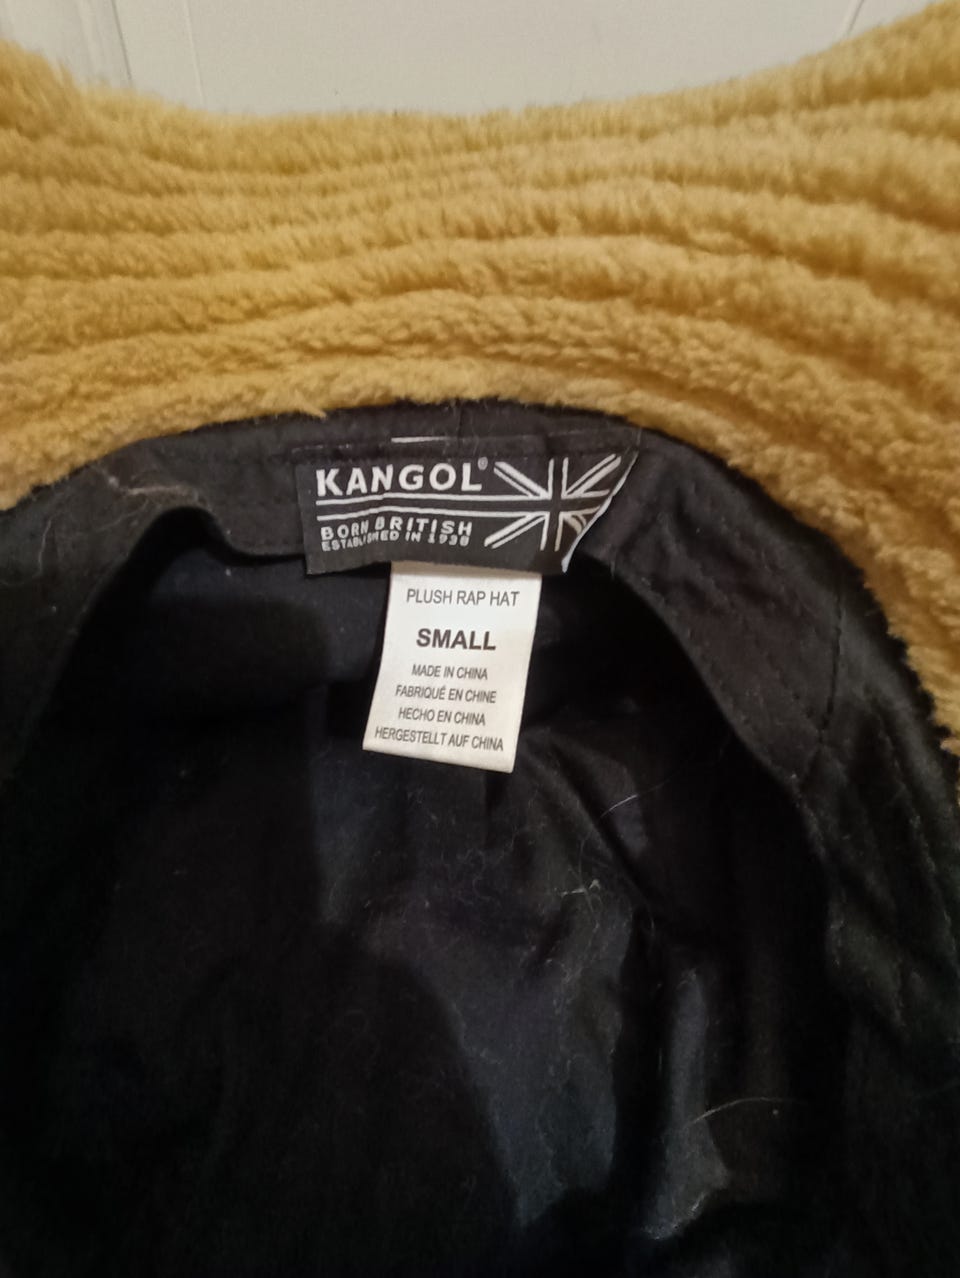 KANGOL®
BORN BRITISH
ESTABLISHED IN 1938
PLUSH RAP HAT
SMALL
MADE IN CHINA
FABRIQUÉ EN CHINE
HECHO EN CHINA
HERGESTELLT AUF CHINA